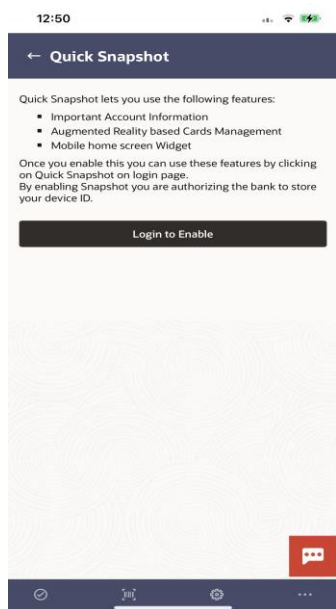 12:50
← Quick Snapshot
Quick Snapshot lets you use the following features:
▪ Important Account Information
▪ Augmented Reality based Cards Management
▪ Mobile home screen Widget
Once you enable this you can use these features by clicking
on Quick Snapshot on login page.
By enabling Snapshot you are authorizing the bank to store
your device ID.
Login to Enable